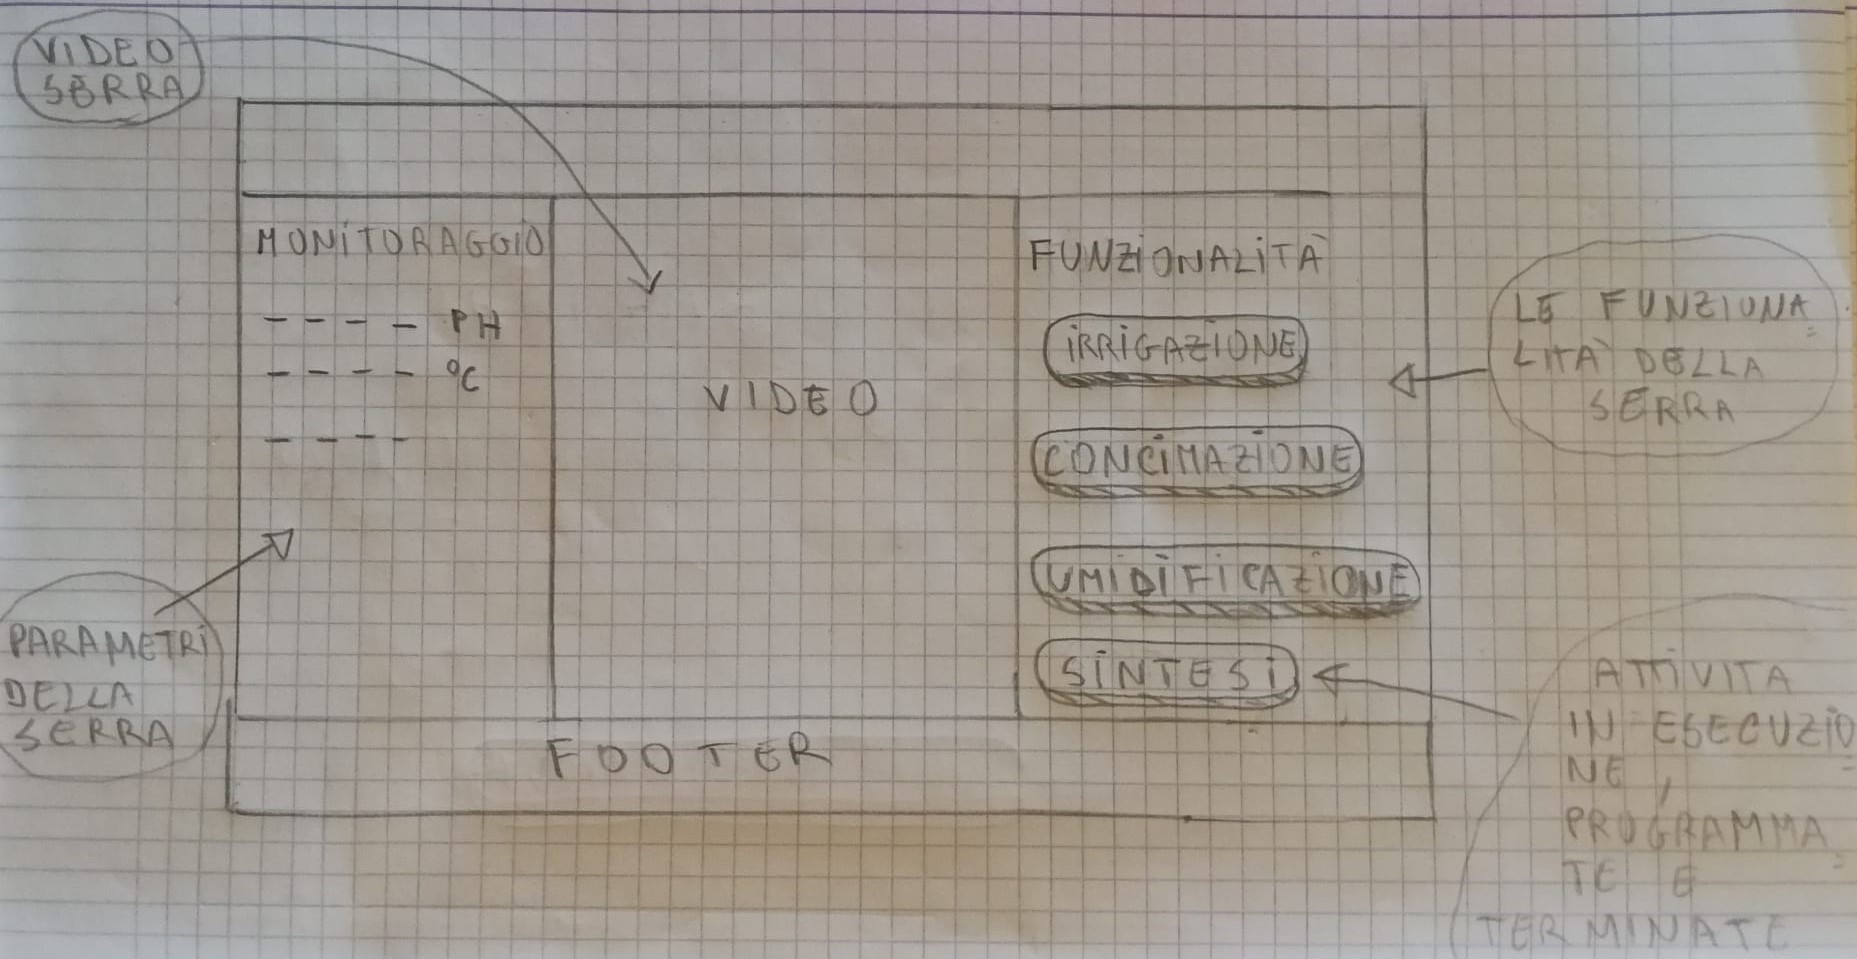 VIDEO
SERRA
MONITORAGGIO
---- PH
---- °C
----
VIDEO
FUNZIONALITÀ
IRRIGAZIONE
CONCIMAZIONE
UMIDIFICAZIONE
SINTESI
LE FUNZIONA=
LITÀ DELLA
SERRA
PARAMETRI
DELLA
SERRA
ATTIVITA
IN ESECUZIO=
NE,
PROGRAMMA=
TE E
TERMINATE
FOOTER